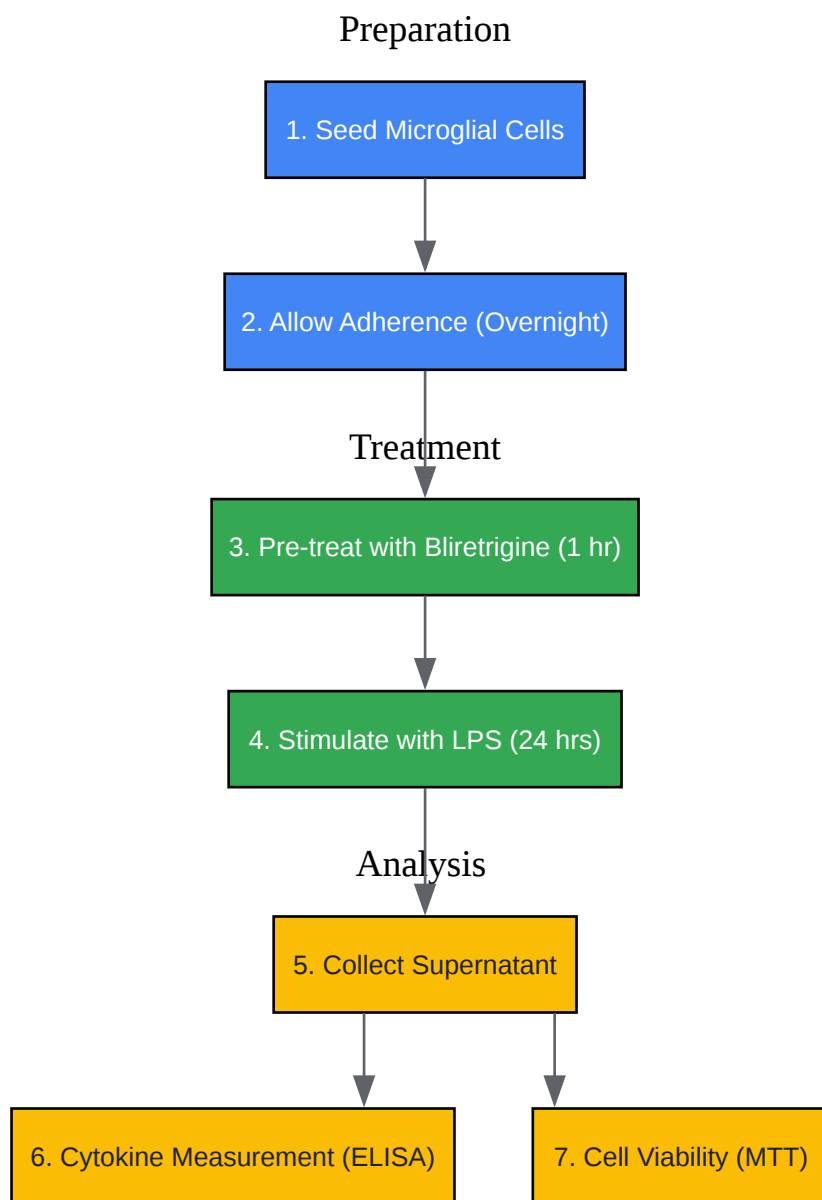 Preparation
1. Seed Microglial Cells
2. Allow Adherence (Overnight)
Treatment
3. Pre-treat with Bliretrigine (1 hr)
4. Stimulate with LPS (24 hrs)
Analysis
5. Collect Supernatant
6. Cytokine Measurement (ELISA)
7. Cell Viability (MTT)